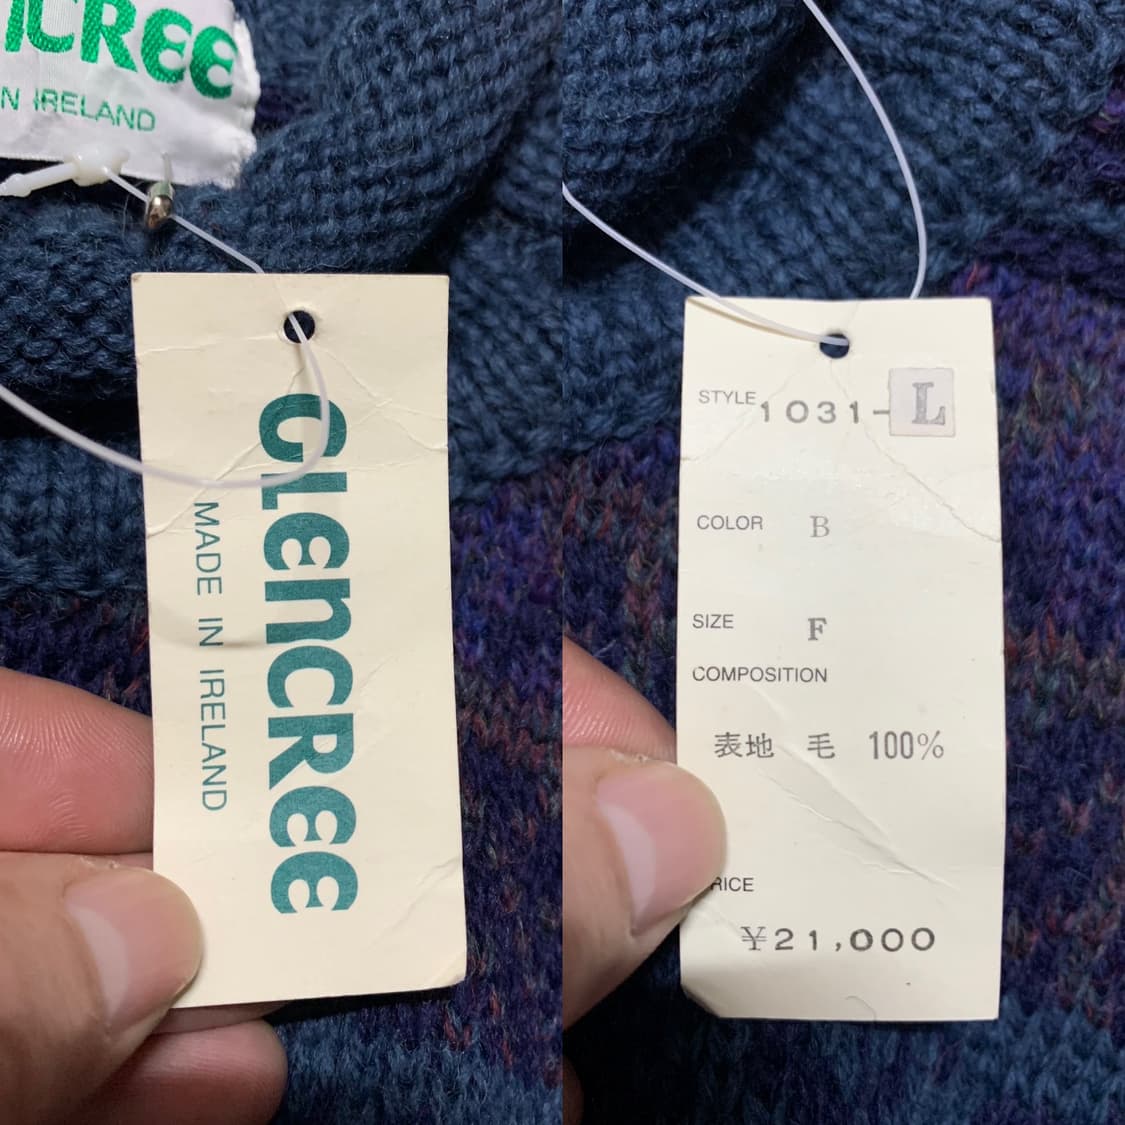 NCREE
N IRELAND
GLENCREE
MADE IN IRELAND
STYLE 1031-L
COLOR B
SIZE F
COMPOSITION
表地 毛 100%
RICE
¥21,000